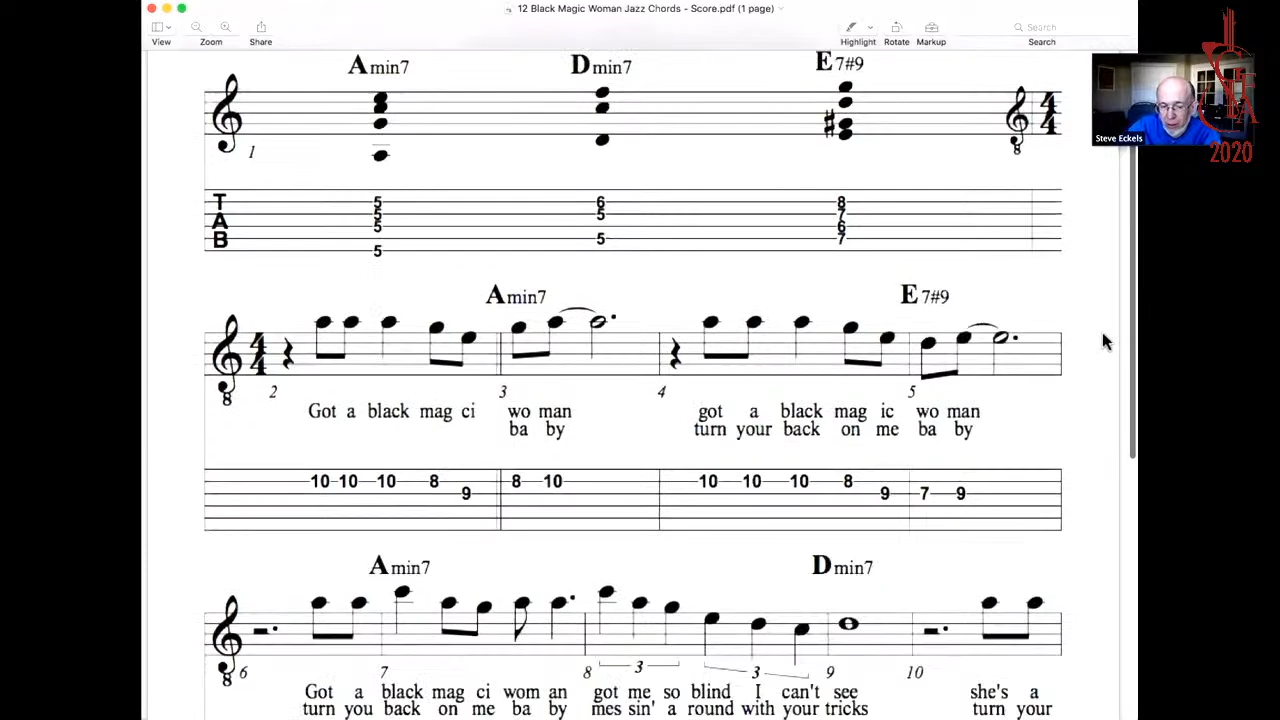 12 Black Magic Woman Jazz Chords - Score.pdf (1 page)
View Zoom Share Highlight Rotate Markup Search
Search
Steve Eckels
2020
Amin7 Dmin7 E7#9
1
T 5 6 8
A 5 5 7
5 6
B 5 7
5
Amin7 E7#9
2 3 4 5
Got a black mag ci wo man got a black mag ic wo man
ba by turn your back on me ba by
10 10 10 8 8 10 10 10 10 8
9 9 7 9
Amin7 Dmin7
6 7 8 3 3 9 10
Got a black mag ci wom an got me so blind I can't see she's a
turn you back on me ba by mes sin' a round with your tricks turn your